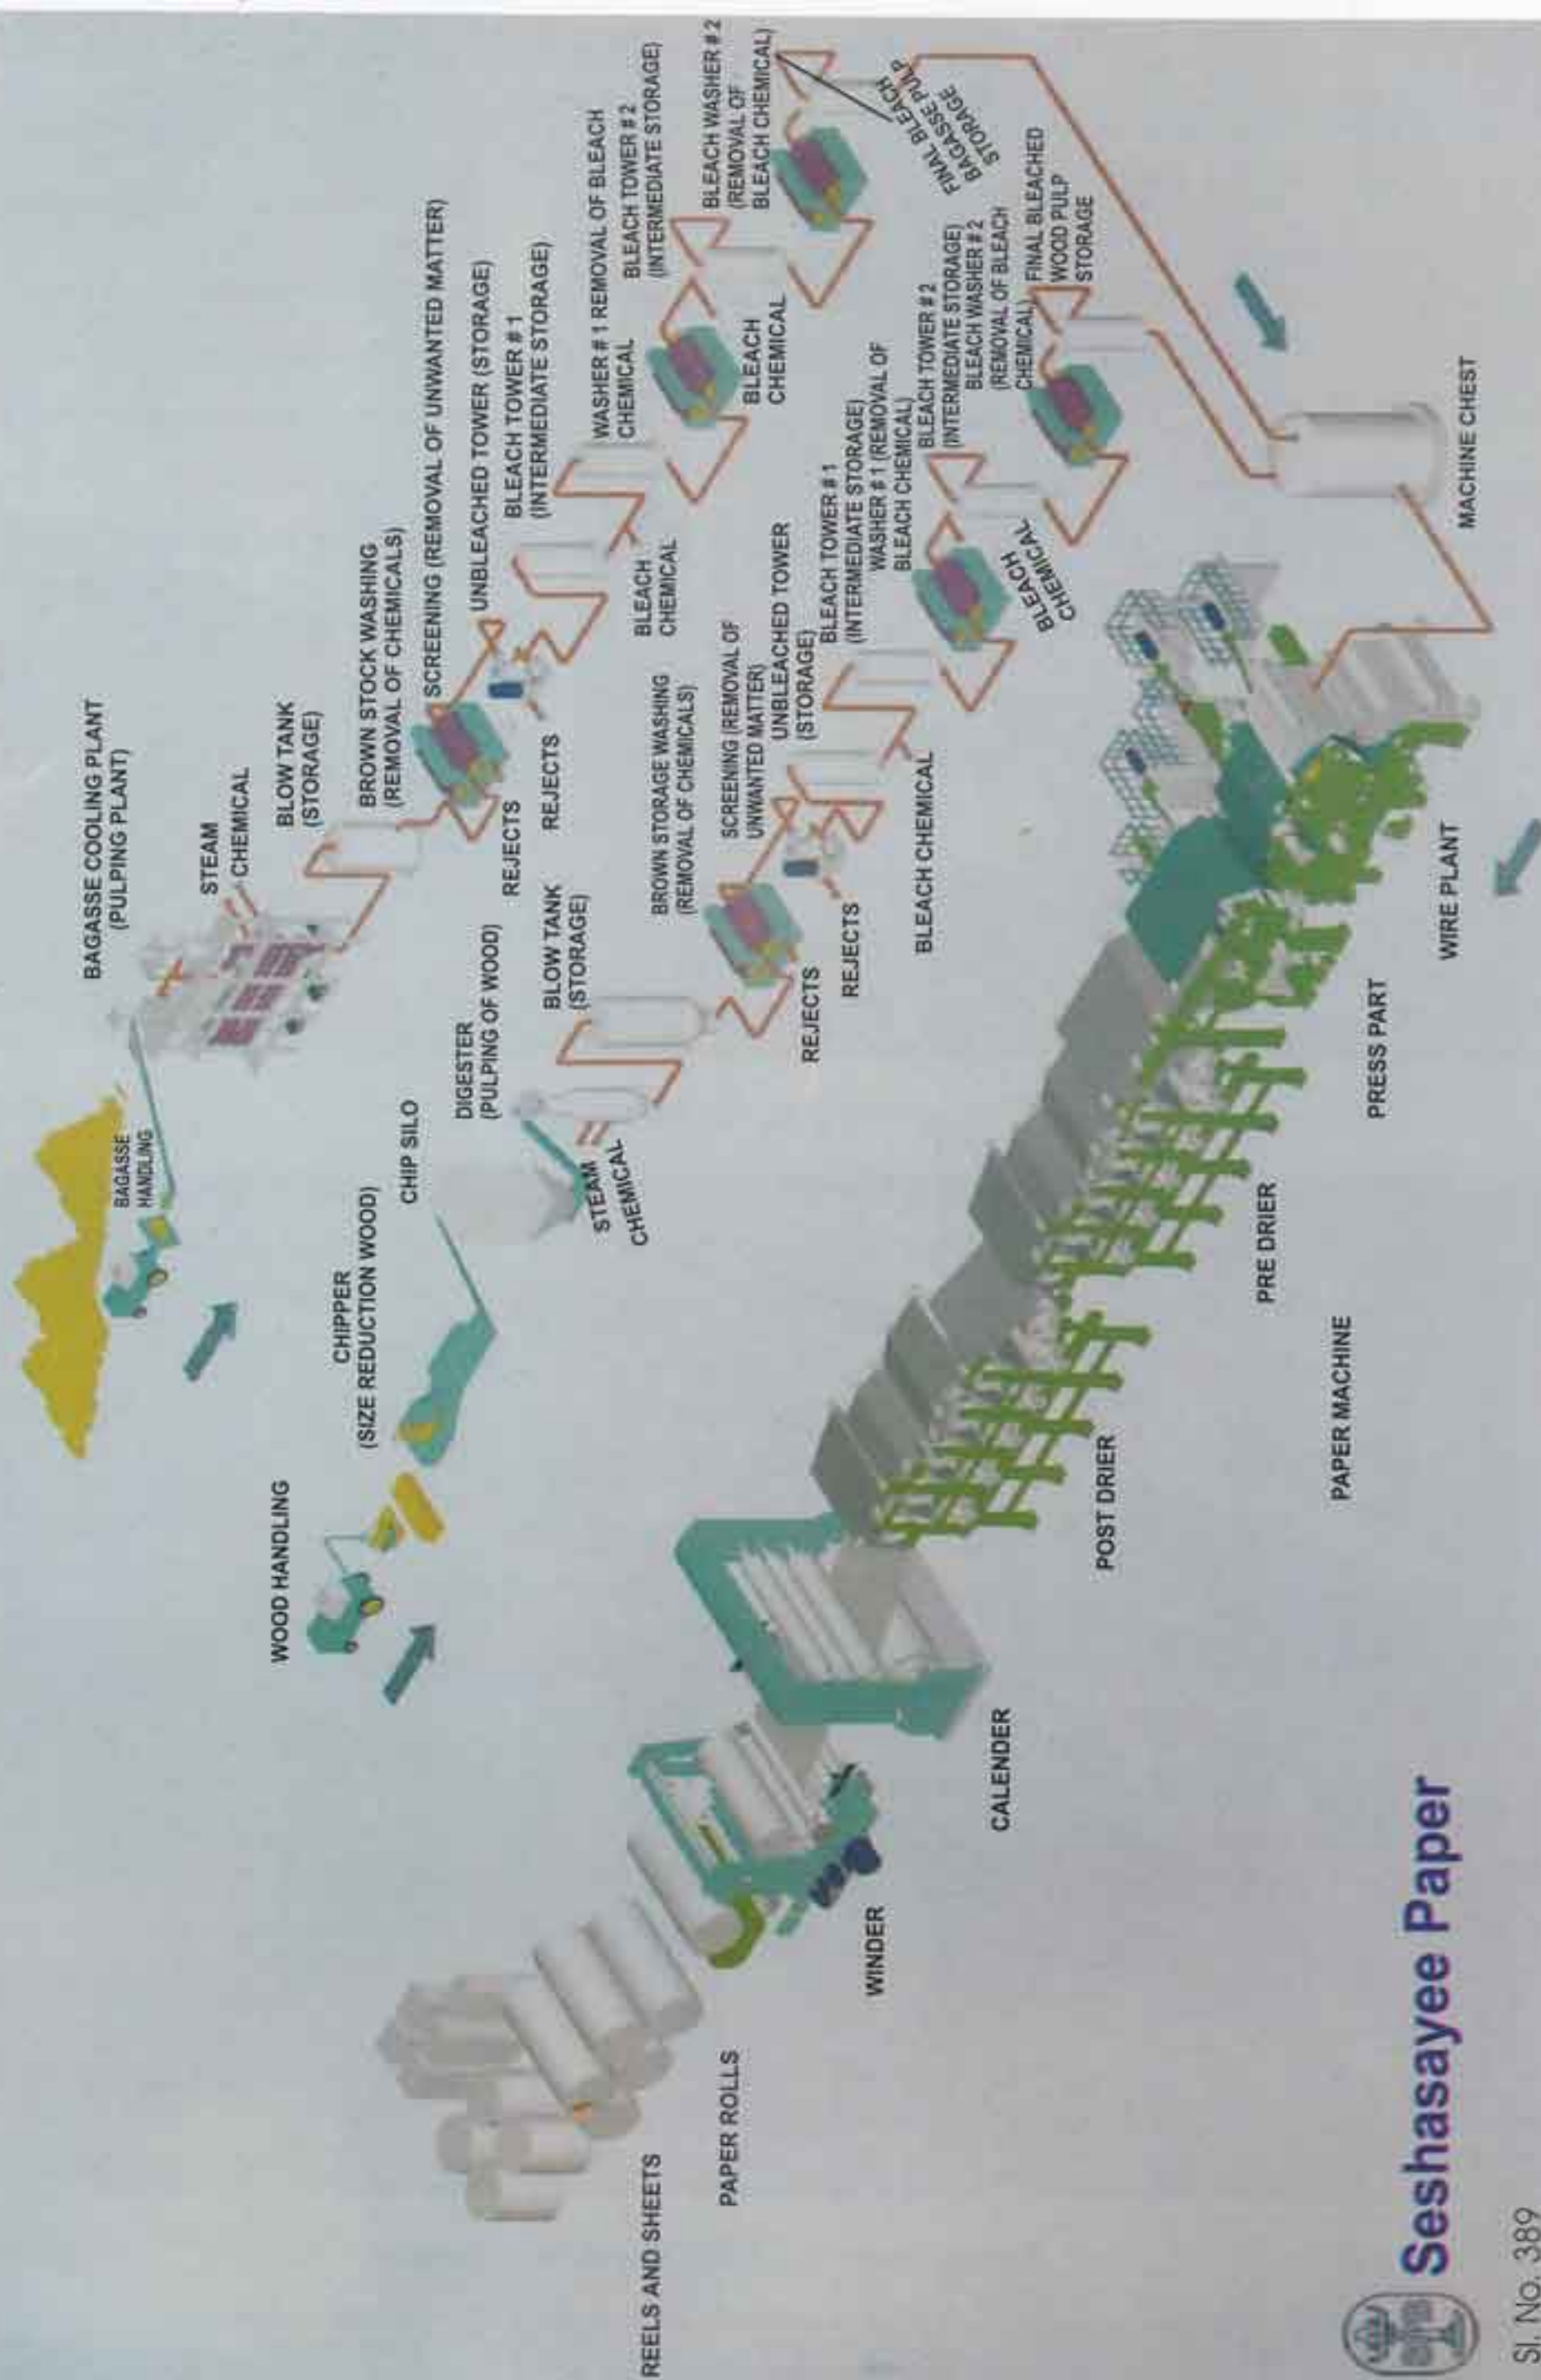 BAGASSE COOLING PLANT
(PULPING PLANT)
BAGASSE
HANDLING
STEAM
CHEMICAL
BLOW TANK
(STORAGE)
BROWN STOCK WASHING
(REMOVAL OF CHEMICALS)
SCREENING (REMOVAL OF UNWANTED MATTER)
REJECTS
REJECTS
UNBLEACHED TOWER (STORAGE)
BLEACH TOWER # 1
(INTERMEDIATE STORAGE)
BLEACH
CHEMICAL
WASHER # 1 REMOVAL OF BLEACH
CHEMICAL
BLEACH TOWER # 2
(INTERMEDIATE STORAGE)
BLEACH
CHEMICAL
BLEACH WASHER # 2
(REMOVAL OF
BLEACH CHEMICAL)
FINAL BLEACH
BAGASSE PULP
STORAGE
WOOD HANDLING
CHIPPER
(SIZE REDUCTION WOOD)
CHIP SILO
DIGESTER
(PULPING OF WOOD)
STEAM
CHEMICAL
BLOW TANK
(STORAGE)
BROWN STORAGE WASHING
(REMOVAL OF CHEMICALS)
REJECTS
SCREENING (REMOVAL OF
UNWANTED MATTER)
REJECTS
UNBLEACHED TOWER
(STORAGE)
BLEACH CHEMICAL
BLEACH TOWER # 1
(INTERMEDIATE STORAGE)
WASHER # 1 (REMOVAL OF
BLEACH CHEMICAL)
BLEACH
CHEMICAL
BLEACH TOWER # 2
(INTERMEDIATE STORAGE)
BLEACH WASHER # 2
(REMOVAL OF BLEACH
CHEMICAL)
FINAL BLEACHED
WOOD PULP
STORAGE
MACHINE CHEST
WIRE PLANT
PRESS PART
PRE DRIER
PAPER MACHINE
POST DRIER
CALENDER
WINDER
PAPER ROLLS
REELS AND SHEETS
SPB
Seshasayee Paper
Sl. No. 389